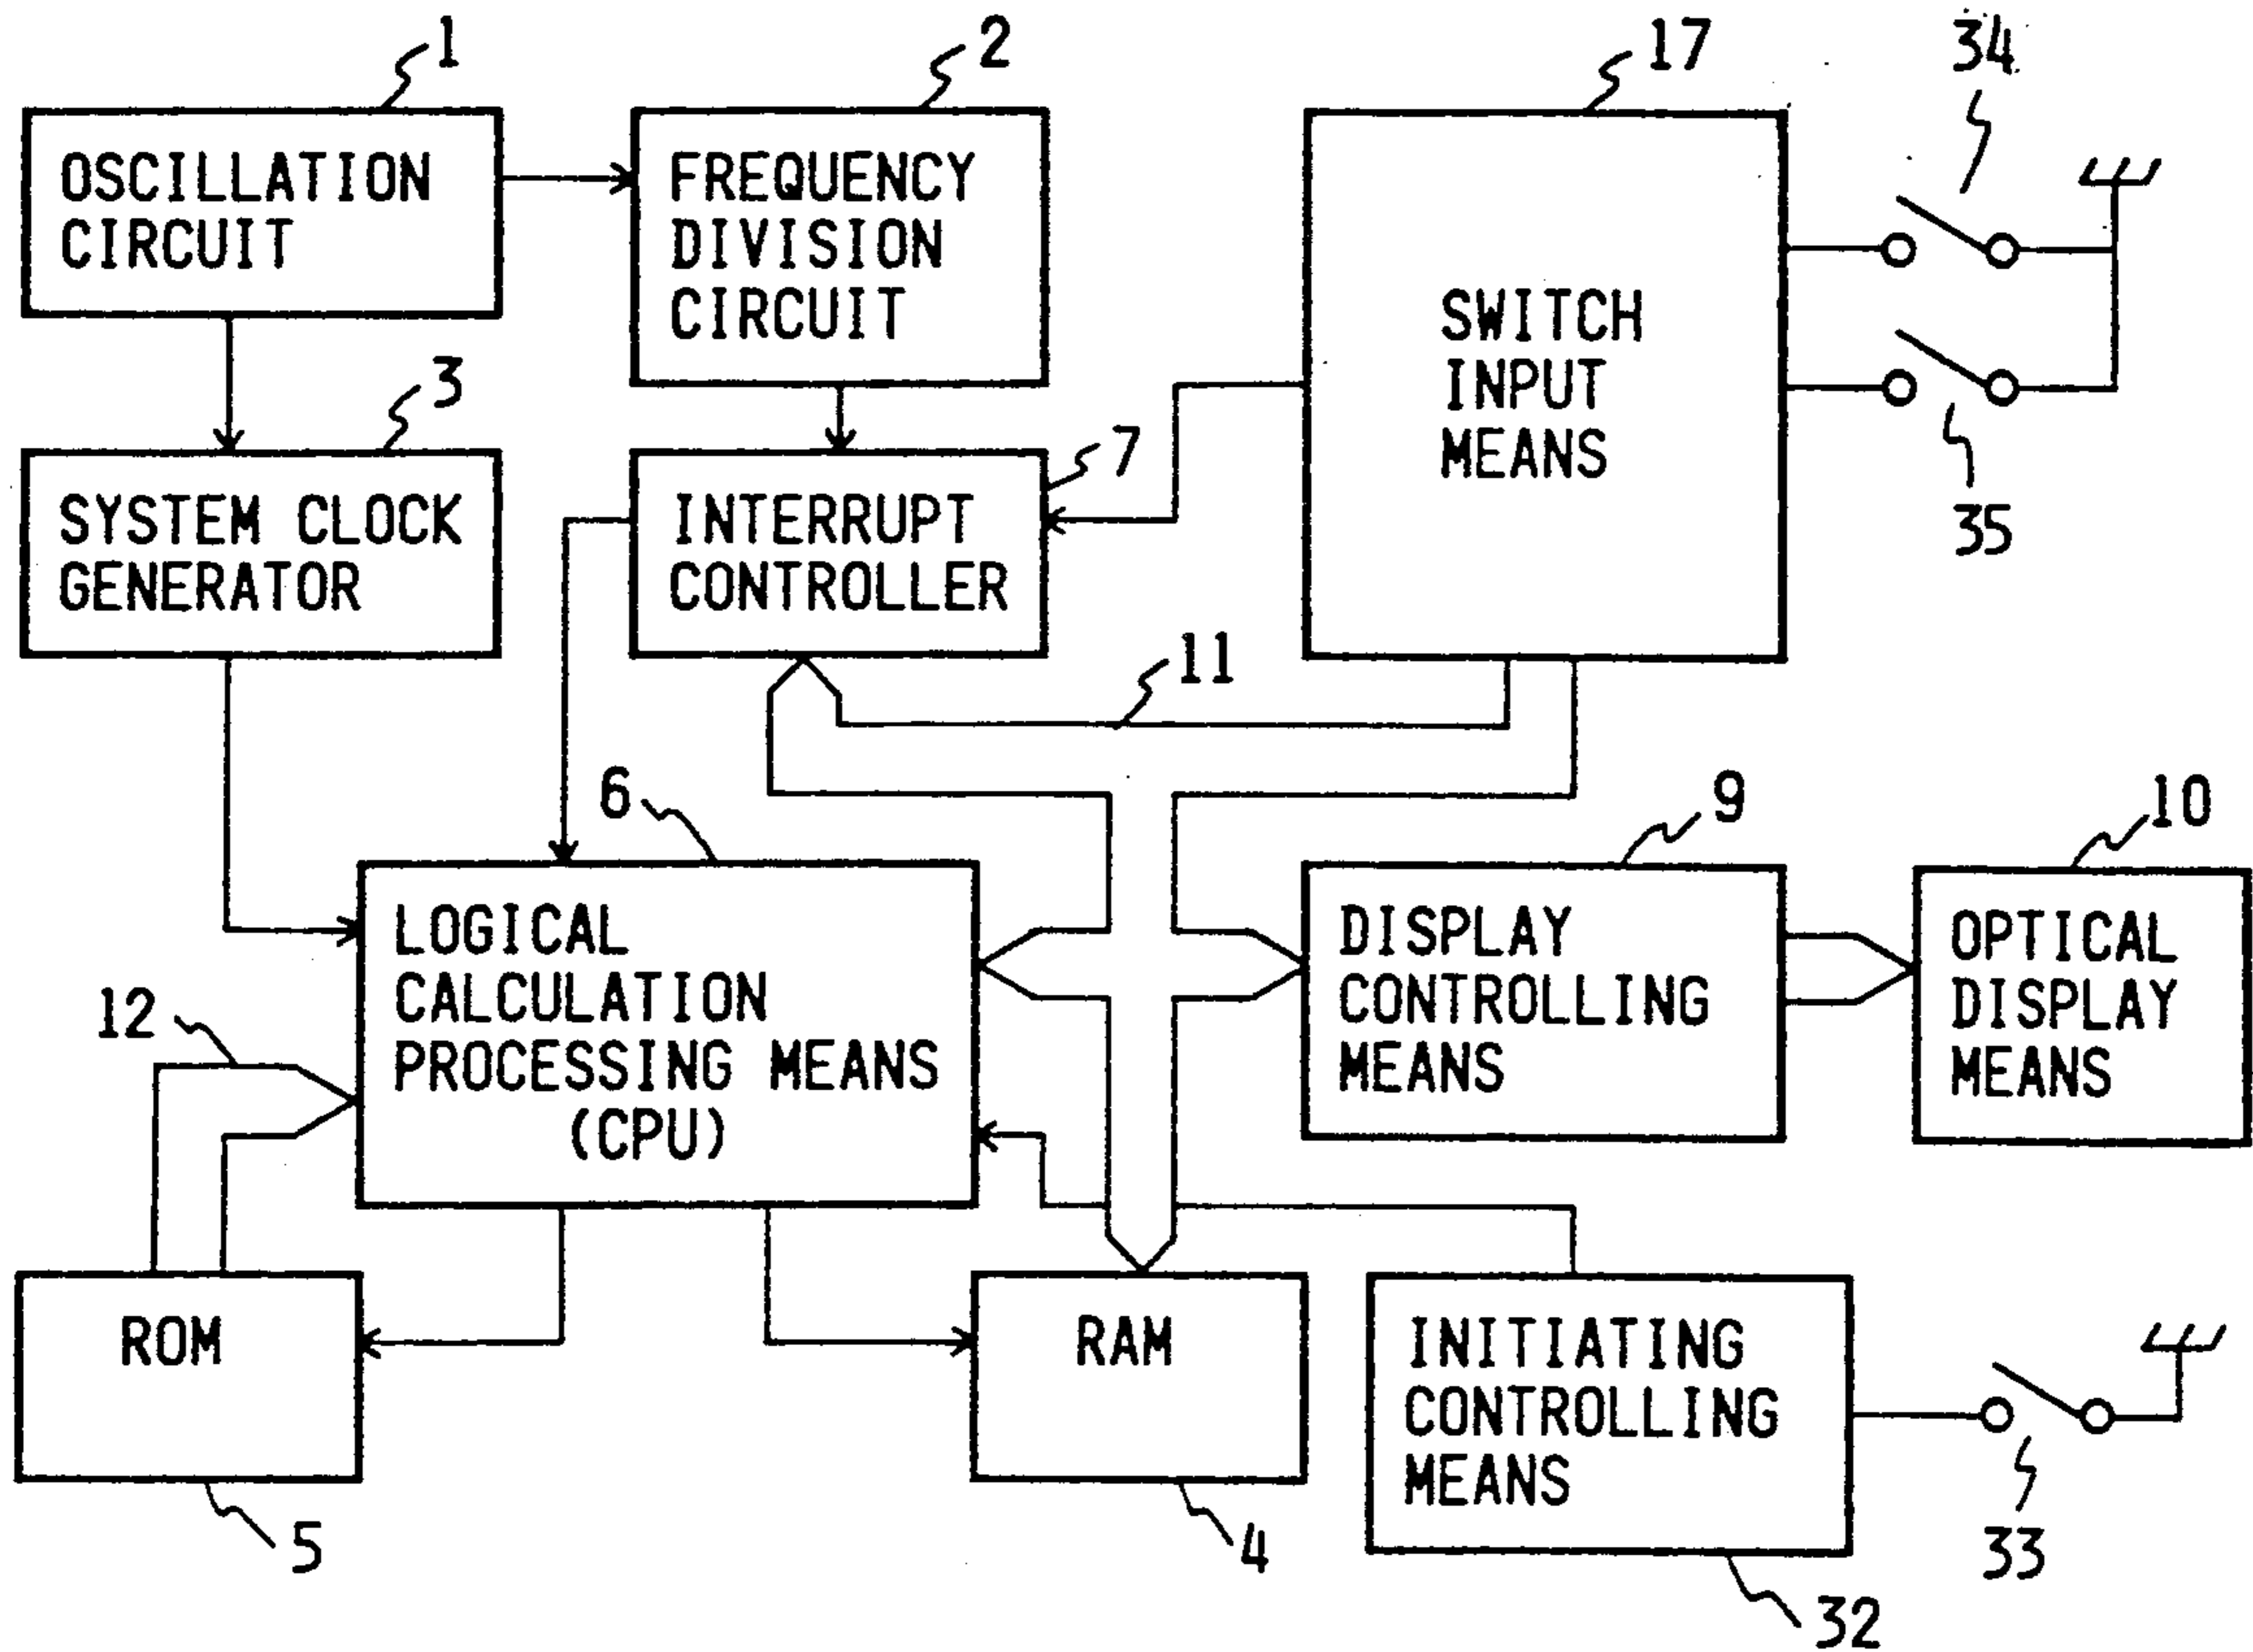 1
2
17
34
OSCILLATION
CIRCUIT
FREQUENCY
DIVISION
CIRCUIT
SWITCH
INPUT
MEANS
3
7
35
SYSTEM CLOCK
GENERATOR
INTERRUPT
CONTROLLER
11
6
9
10
LOGICAL
CALCULATION
PROCESSING MEANS
(CPU)
DISPLAY
CONTROLLING
MEANS
OPTICAL
DISPLAY
MEANS
12
ROM
RAM
INITIATING
CONTROLLING
MEANS
5
4
33
32